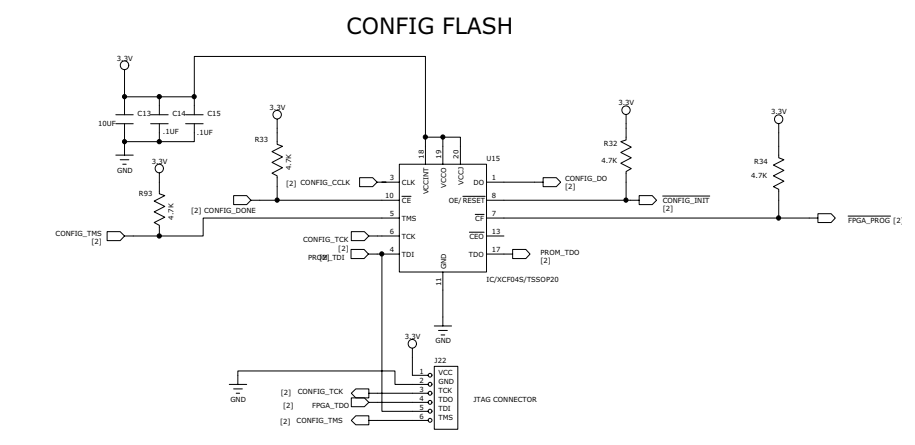 CONFIG FLASH
3.3V
C13
C14
C15
10UF
.1UF
.1UF
GND
3.3V
R33
4.7K
3.3V
R93
4.7K
3.3V
R32
4.7K
3.3V
R34
4.7K
U15
18
19
20
VCCINT
VCCO
VCCJ
[2] CONFIG_CCLK
3
CLK
DO
1
CONFIG_DO
[2]
[2] CONFIG_DONE
10
CE
OE/RESET
8
CONFIG_INIT
[2]
5
TMS
CF
7
FPGA_PROG [2]
CONFIG_TMS
[2]
CONFIG_TCK
[2]
6
TCK
CEO
13
PROM_TDI
4
TDI
TDO
17
PROM_TDO
[2]
GND
11
IC/XCF04S/TSSOP20
GND
3.3V
J22
1
VCC
2
GND
GND
[2] CONFIG_TCK
3
TCK
[2] FPGA_TDO
4
TDO
5
TDI
[2] CONFIG_TMS
6
TMS
JTAG CONNECTOR